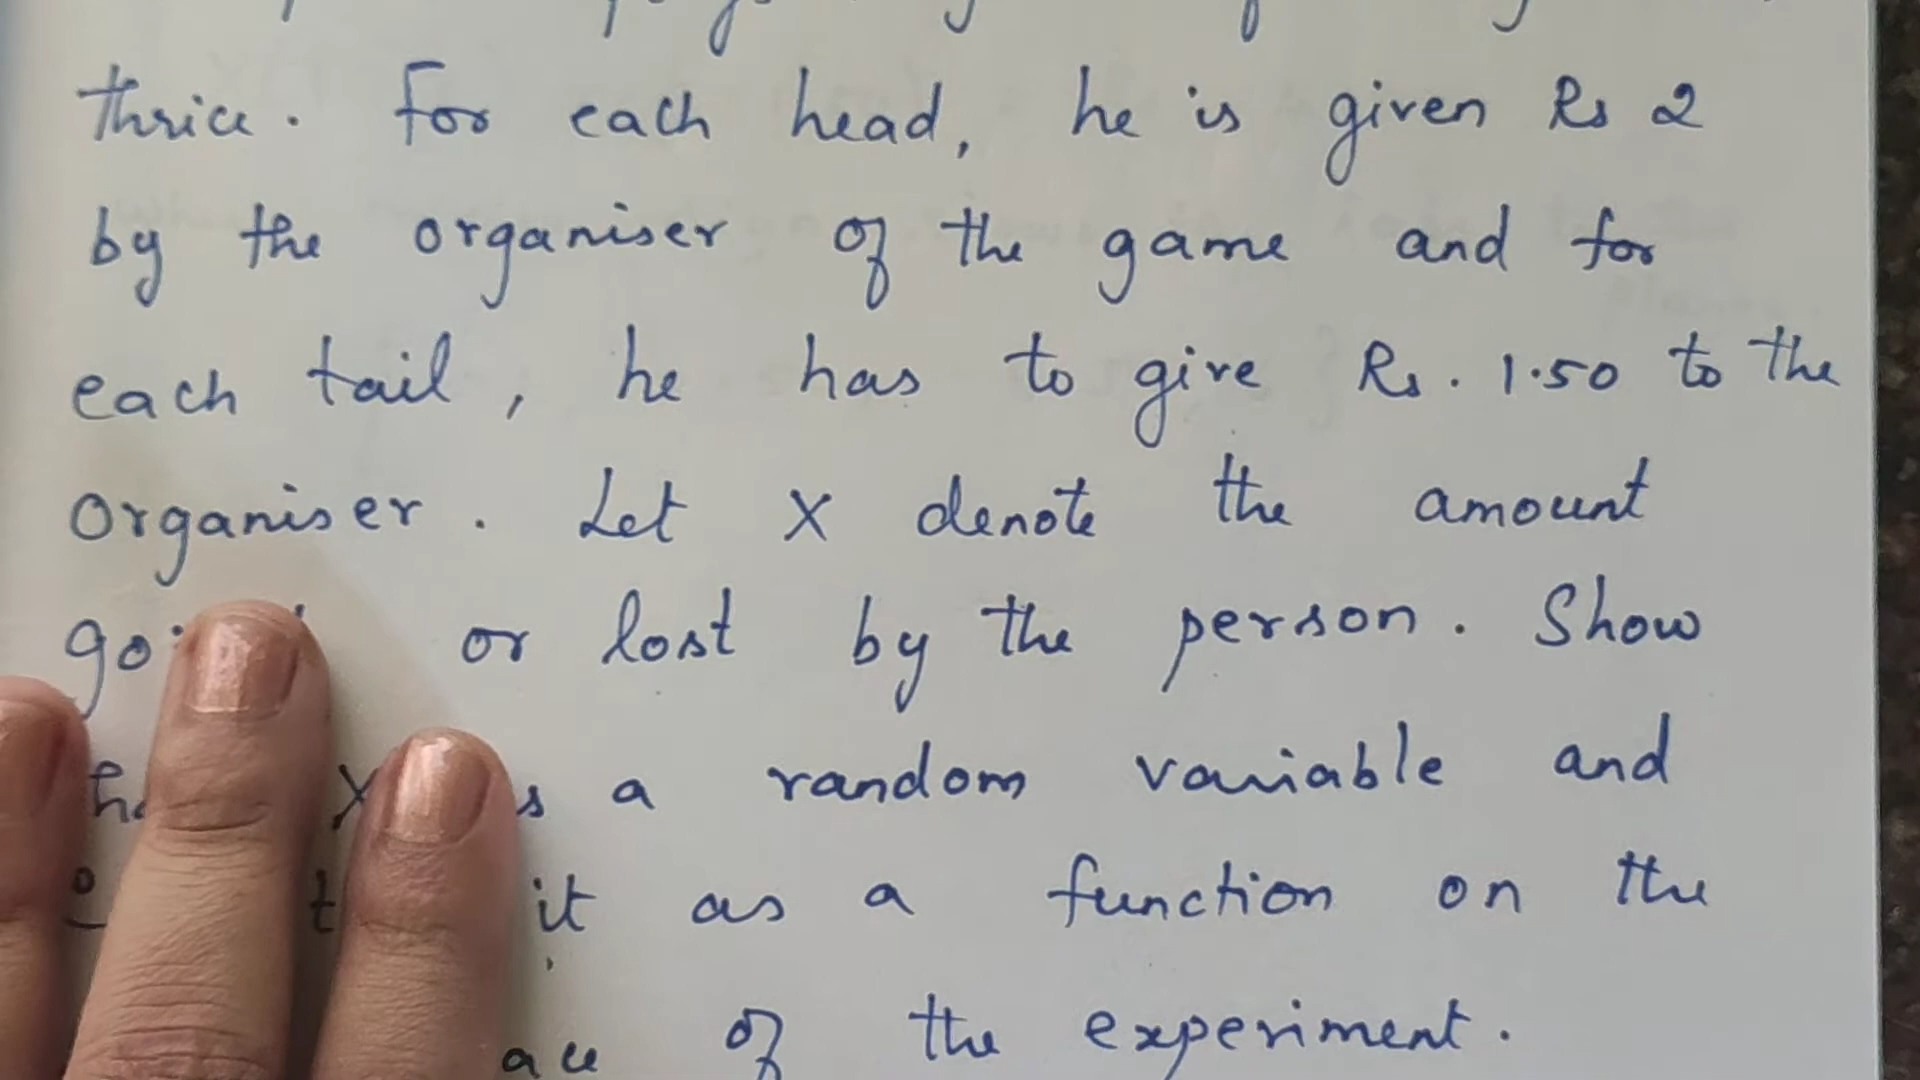 thrice. For each head, he is given Rs 2
by the organiser of the game and for
each tail, he has to give Rs. 1.50 to the
organiser. Let X denote the amount
or lost by the person. Show
X is a random variable and
it as a function on the
of the experiment.